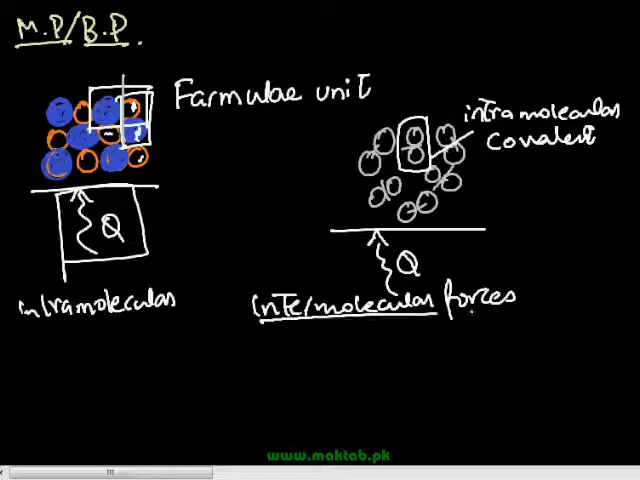 M.P/B.P.
Farmulae unit
intramolecular
covalent
Q
Q
intramolecular
intermolecular forces
www.maktab.pk